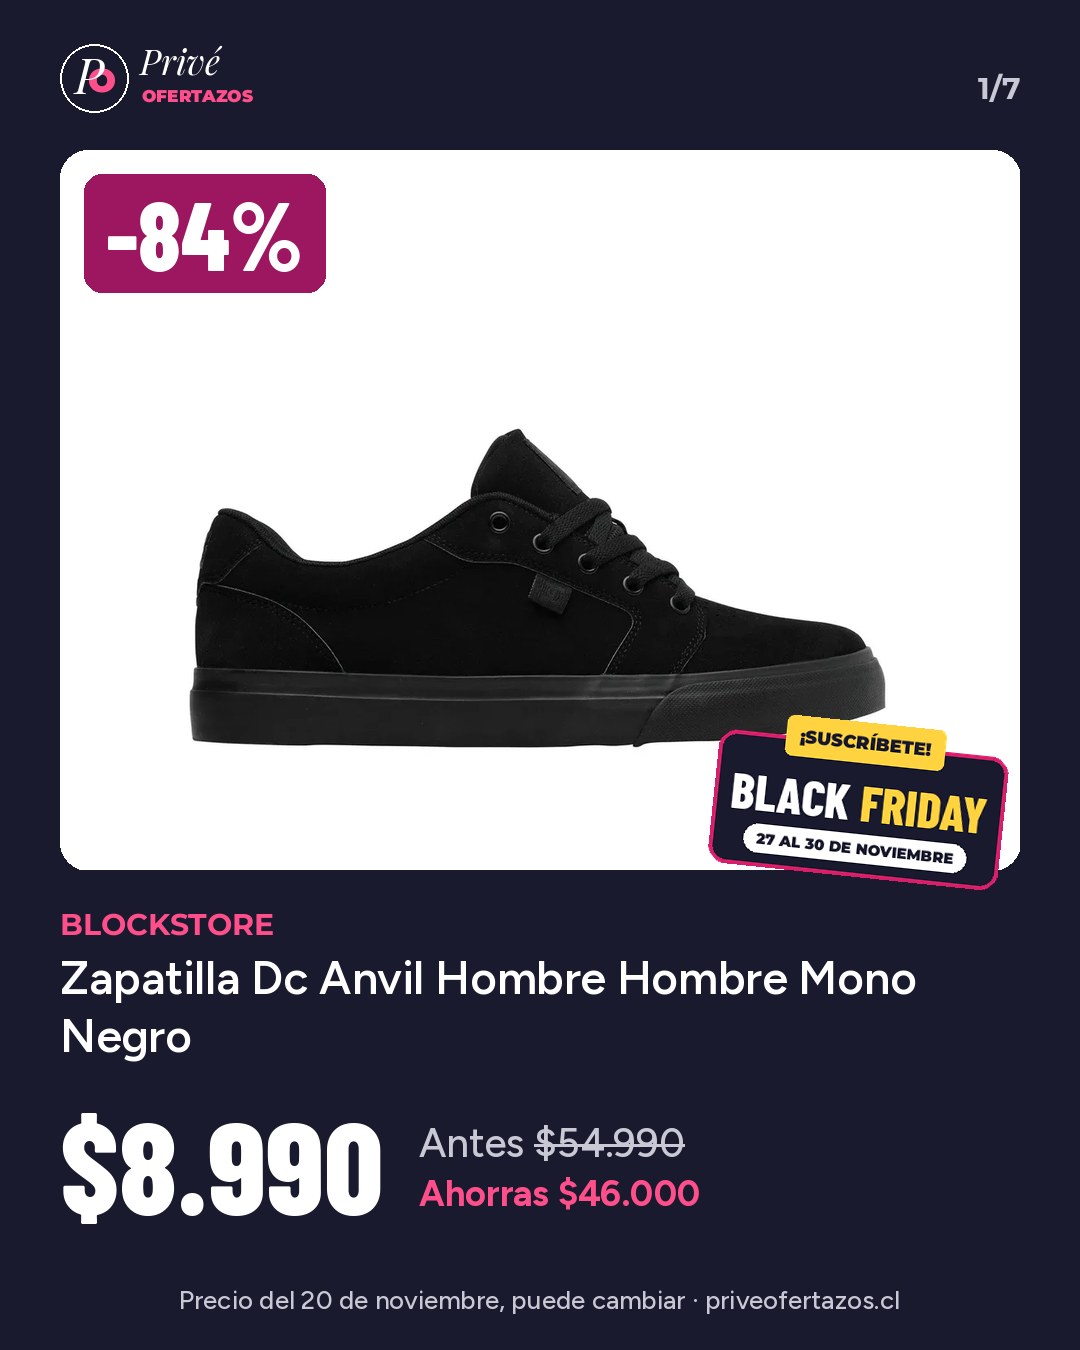 Privé
OFERTAZOS
1/7
-84%
¡SUSCRÍBETE!
BLACK FRIDAY
27 AL 30 DE NOVIEMBRE
BLOCKSTORE
Zapatilla Dc Anvil Hombre Hombre Mono
Negro
$8.990
Antes $54.990
Ahorras $46.000
Precio del 20 de noviembre, puede cambiar · priveofertazos.cl